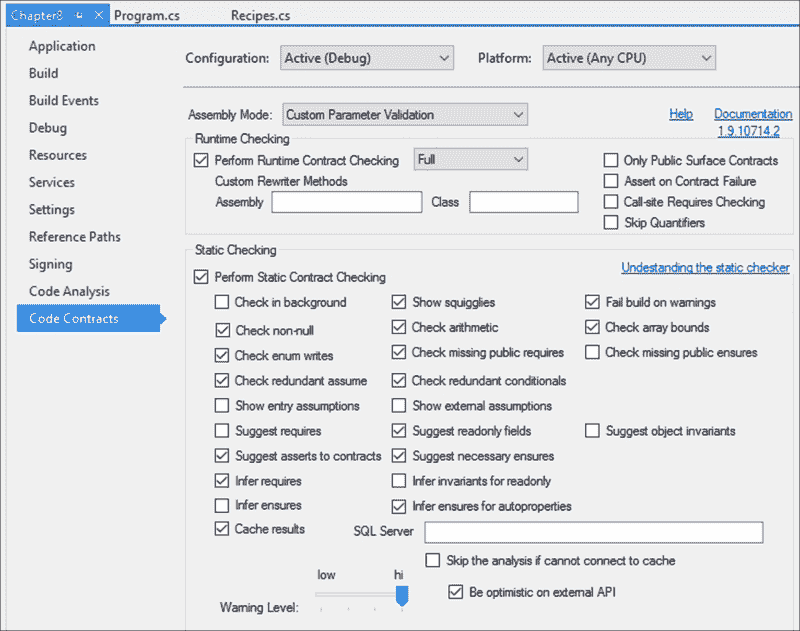 Chapter8 Program.cs Recipes.cs
Application
Build
Build Events
Debug
Resources
Services
Settings
Reference Paths
Signing
Code Analysis
Code Contracts
Configuration: Active (Debug) Platform: Active (Any CPU)
Assembly Mode: Custom Parameter Validation Help Documentation
1.9.10714.2
Runtime Checking
Perform Runtime Contract Checking Full Only Public Surface Contracts
Custom Rewriter Methods Assert on Contract Failure
Assembly Class Call-site Requires Checking
Skip Quantifiers
Static Checking
Undestanding the static checker
Perform Static Contract Checking
Check in background Show squigglies Fail build on warnings
Check non-null Check arithmetic Check array bounds
Check enum writes Check missing public requires Check missing public ensures
Check redundant assume Check redundant conditionals
Show entry assumptions Show external assumptions
Suggest requires Suggest readonly fields Suggest object invariants
Suggest asserts to contracts Suggest necessary ensures
Infer requires Infer invariants for readonly
Infer ensures Infer ensures for autoproperties
Cache results SQL Server
Skip the analysis if cannot connect to cache
low hi
Be optimistic on external API
Warning Level: